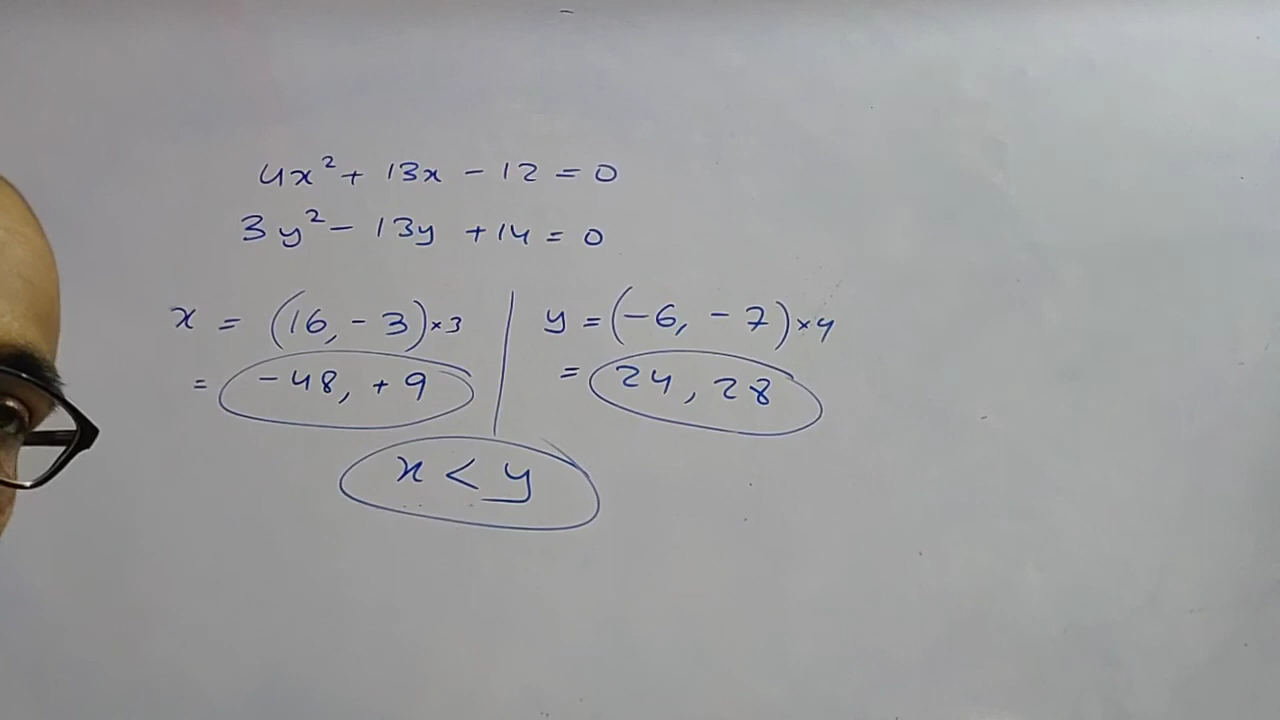 4x² + 13x - 12 = 0
3y² - 13y + 14 = 0
x = (16, - 3) × 3 | y = (-6, - 7) × 4
= -48, +9 | = 24, 28
x < y